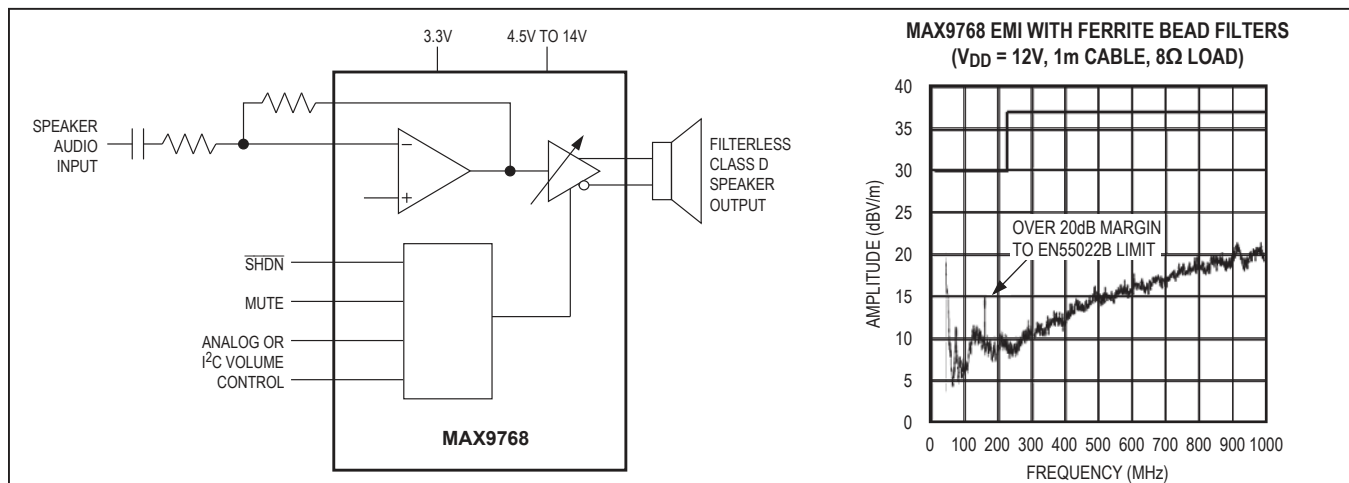 3.3V
4.5V TO 14V
SPEAKER
AUDIO
INPUT
−
+
FILTERLESS
CLASS D
SPEAKER
OUTPUT
SHDN
MUTE
ANALOG OR
I²C VOLUME
CONTROL
MAX9768
MAX9768 EMI WITH FERRITE BEAD FILTERS
(VDD = 12V, 1m CABLE, 8Ω LOAD)
AMPLITUDE (dBV/m)
40
35
30
25
20
15
10
5
0
OVER 20dB MARGIN
TO EN55022B LIMIT
0 100 200 300 400 500 600 700 800 900 1000
FREQUENCY (MHz)